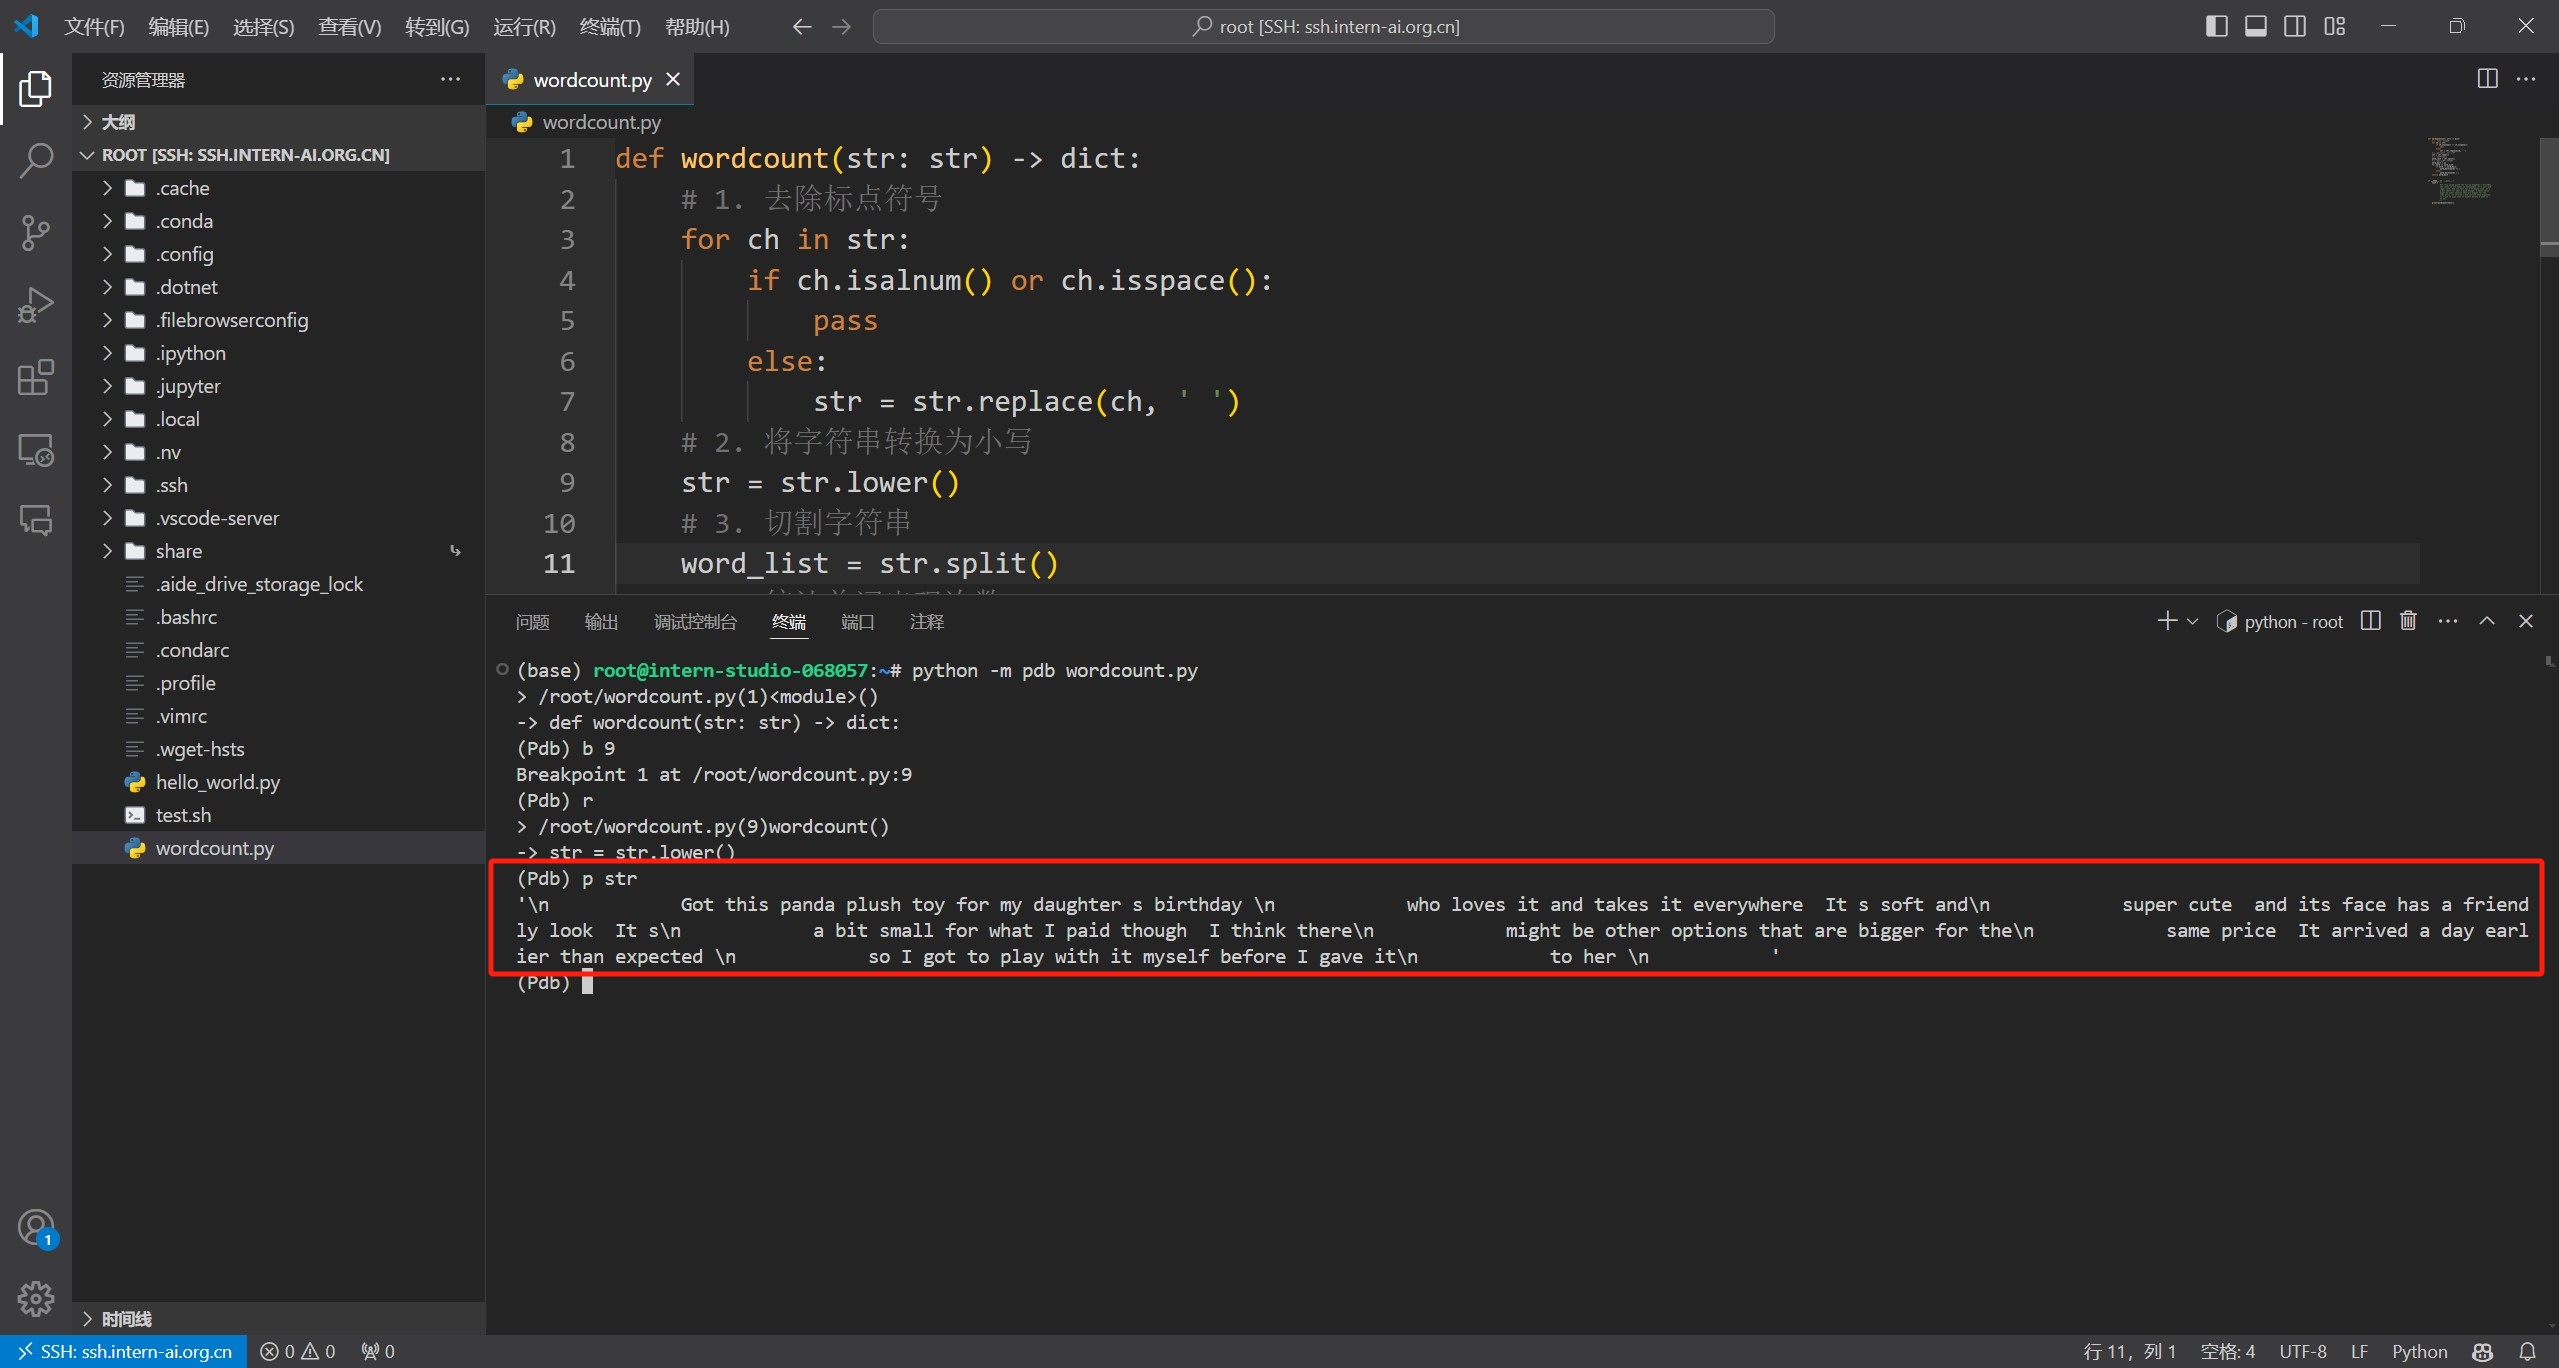 文件(F) 编辑(E) 选择(S) 查看(V) 转到(G) 运行(R) 终端(T) 帮助(H)
root [SSH: ssh.intern-ai.org.cn]
资源管理器
大纲
ROOT [SSH: SSH.INTERN-AI.ORG.CN]
.cache
.conda
.config
.dotnet
.filebrowserconfig
.ipython
.jupyter
.local
.nv
.ssh
.vscode-server
share
.aide_drive_storage_lock
.bashrc
.condarc
.profile
.vimrc
.wget-hsts
hello_world.py
test.sh
wordcount.py
时间线
wordcount.py
wordcount.py
1 def wordcount(str: str) -> dict:
2 # 1. 去除标点符号
3 for ch in str:
4 if ch.isalnum() or ch.isspace():
5 pass
6 else:
7 str = str.replace(ch, ' ')
8 # 2. 将字符串转换为小写
9 str = str.lower()
10 # 3. 切割字符串
11 word_list = str.split()
问题 输出 调试控制台 终端 端口 注释
python - root
(base) root@intern-studio-068057:~# python -m pdb wordcount.py
> /root/wordcount.py(1)<module>()
-> def wordcount(str: str) -> dict:
(Pdb) b 9
Breakpoint 1 at /root/wordcount.py:9
(Pdb) r
> /root/wordcount.py(9)wordcount()
-> str = str.lower()
(Pdb) p str
'\n            Got this panda plush toy for my daughter s birthday \n            who loves it and takes it everywhere  It s soft and\n            super cute  and its face has a friend
ly look  It s\n            a bit small for what I paid though  I think there\n            might be other options that are bigger for the\n            same price  It arrived a day earl
ier than expected \n            so I got to play with it myself before I gave it\n            to her \n           '
(Pdb)
1
SSH: ssh.intern-ai.org.cn 0 0 0
行 11, 列 1 空格: 4 UTF-8 LF Python